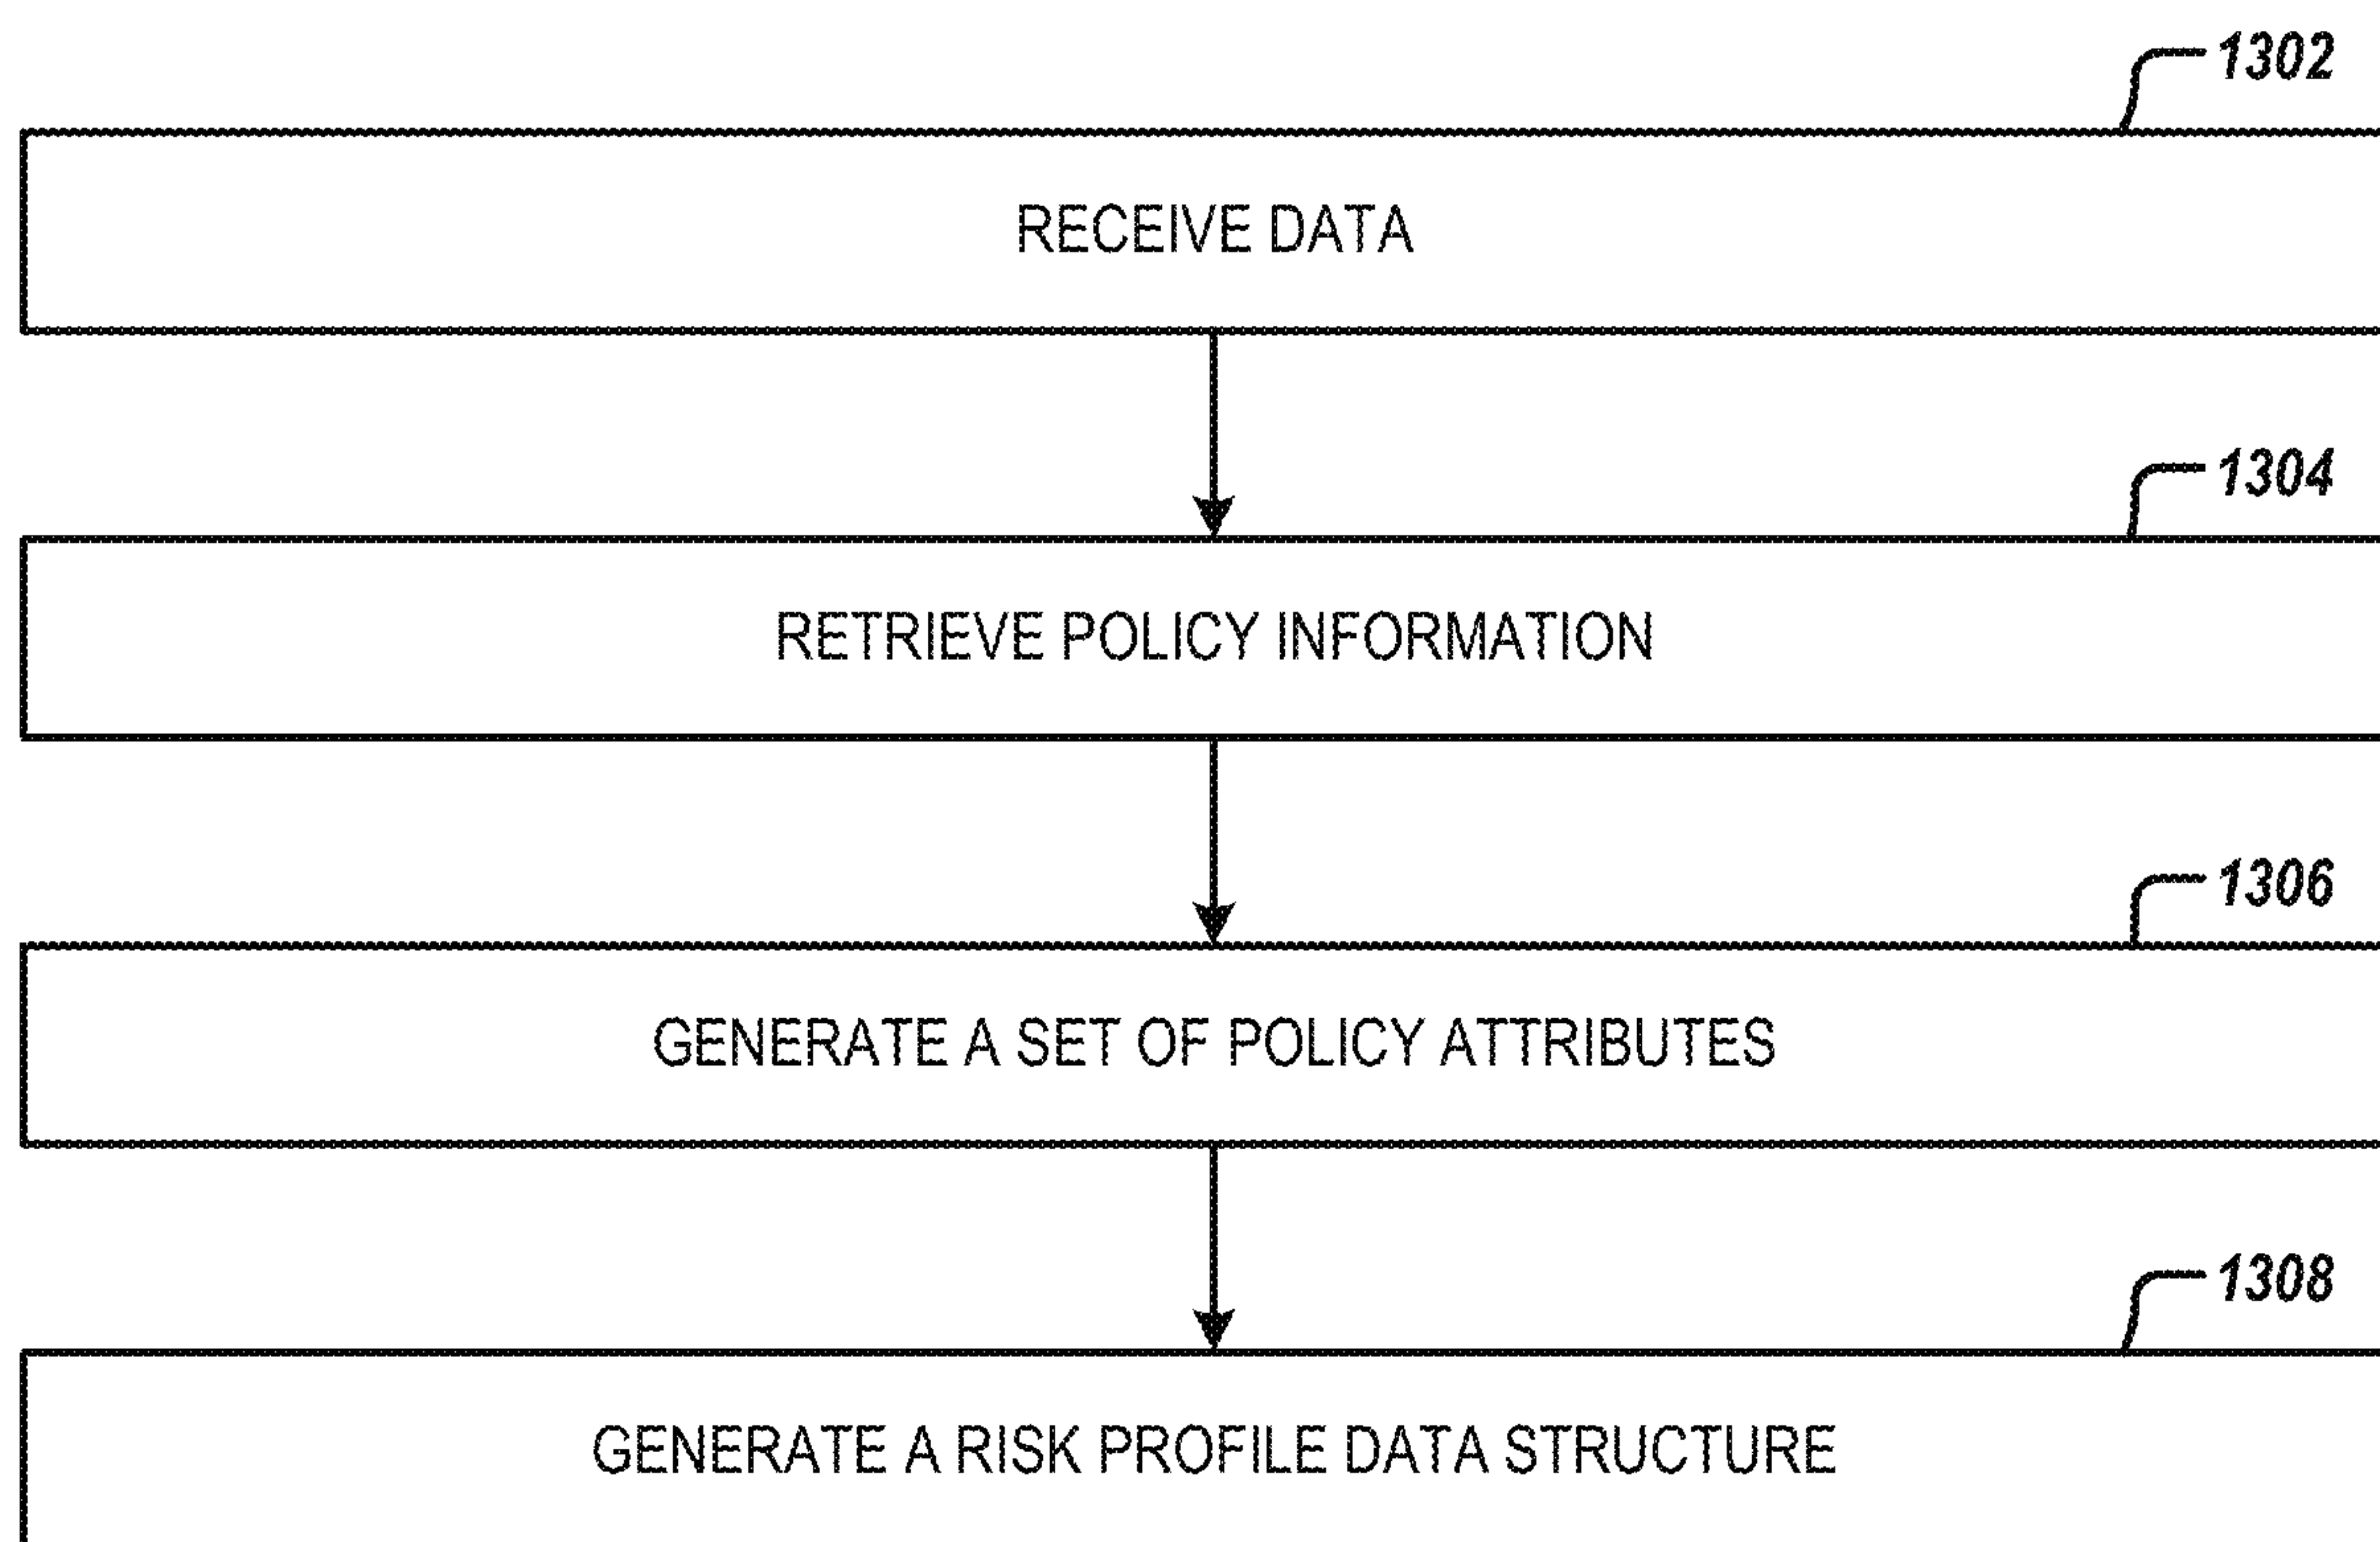 1302
RECEIVE DATA
1304
RETRIEVE POLICY INFORMATION
1306
GENERATE A SET OF POLICY ATTRIBUTES
1308
GENERATE A RISK PROFILE DATA STRUCTURE